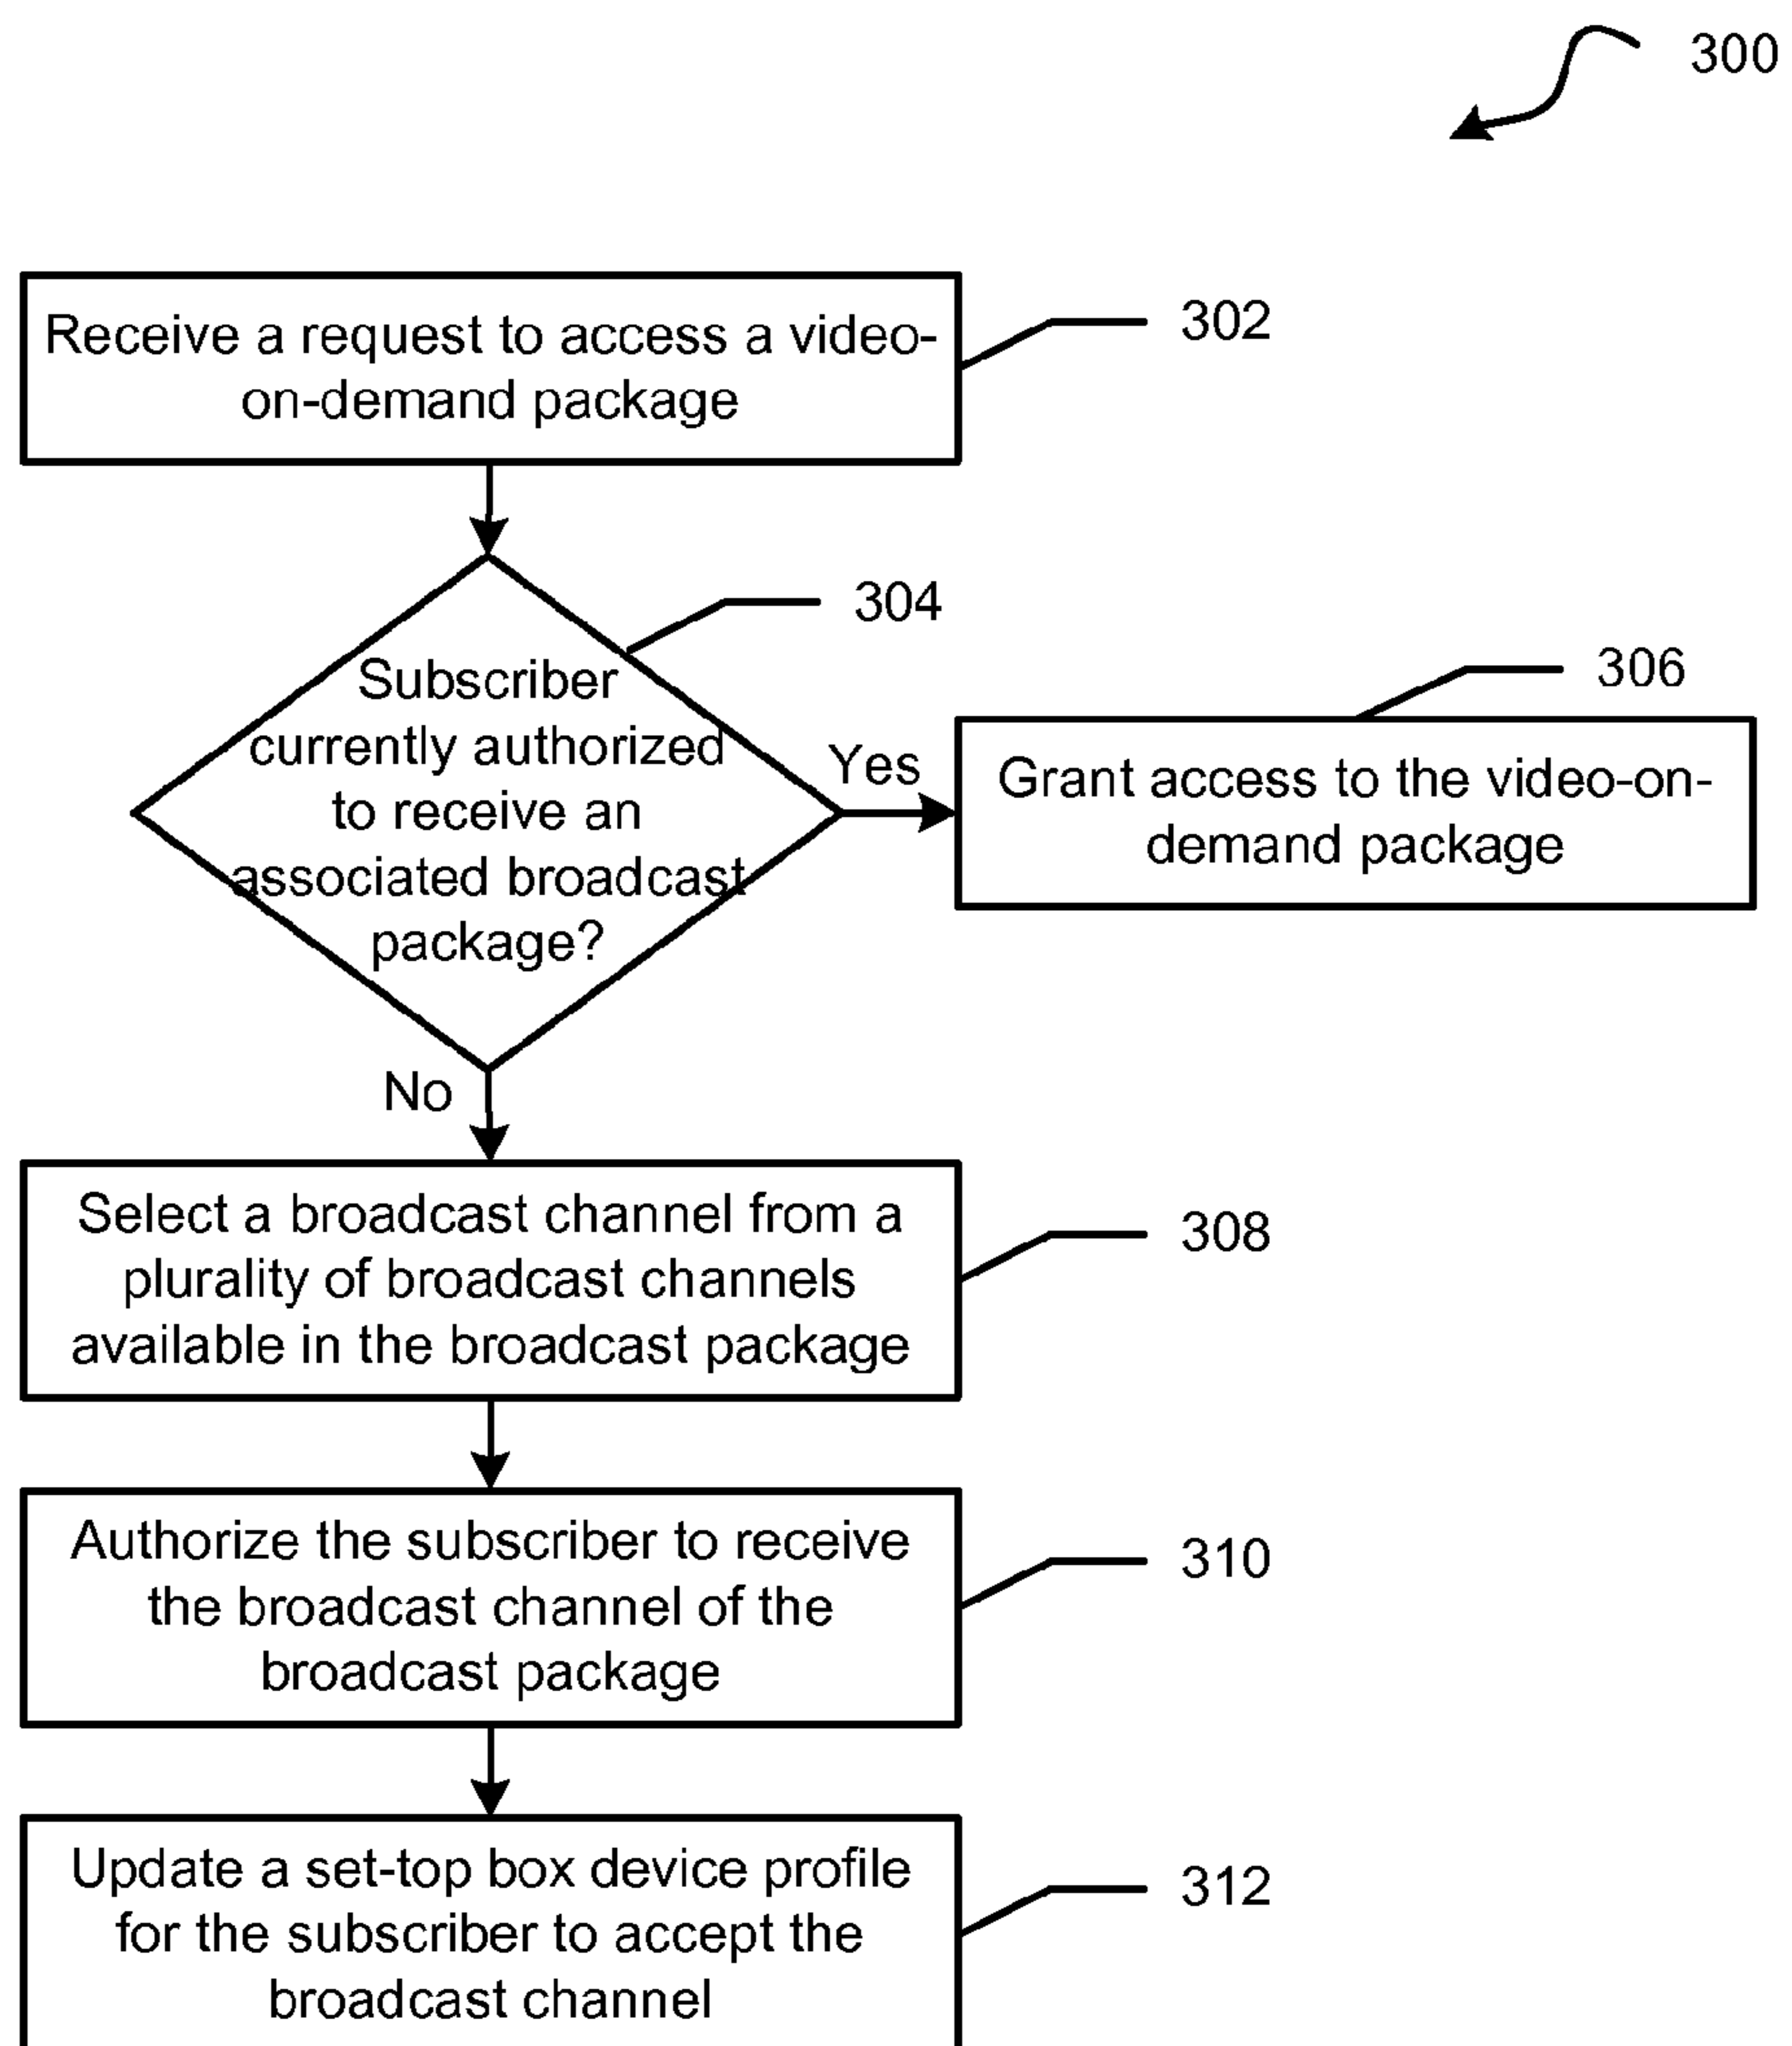 300
Receive a request to access a video-
on-demand package
302
304
Subscriber
currently authorized
to receive an
associated broadcast
package?
Yes
306
Grant access to the video-on-
demand package
No
Select a broadcast channel from a
plurality of broadcast channels
available in the broadcast package
308
Authorize the subscriber to receive
the broadcast channel of the
broadcast package
310
Update a set-top box device profile
for the subscriber to accept the
broadcast channel
312